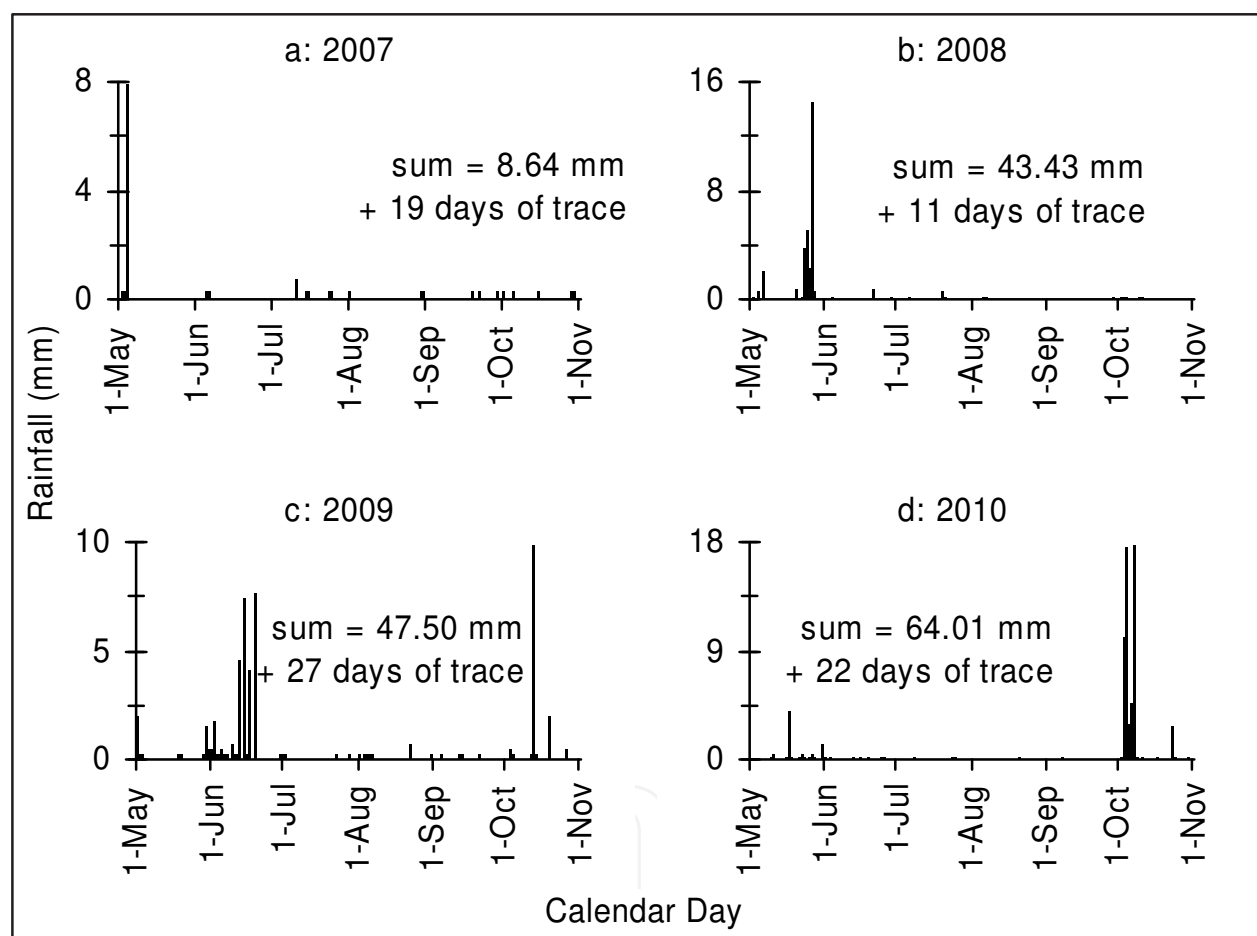 a: 2007
8
4
0
sum = 8.64 mm
+ 19 days of trace
1-May
1-Jun
1-Jul
1-Aug
1-Sep
1-Oct
1-Nov
b: 2008
16
8
0
sum = 43.43 mm
+ 11 days of trace
1-May
1-Jun
1-Jul
1-Aug
1-Sep
1-Oct
1-Nov
Rainfall (mm)
c: 2009
10
5
0
sum = 47.50 mm
+ 27 days of trace
1-May
1-Jun
1-Jul
1-Aug
1-Sep
1-Oct
1-Nov
d: 2010
18
9
0
sum = 64.01 mm
+ 22 days of trace
1-May
1-Jun
1-Jul
1-Aug
1-Sep
1-Oct
1-Nov
Calendar Day